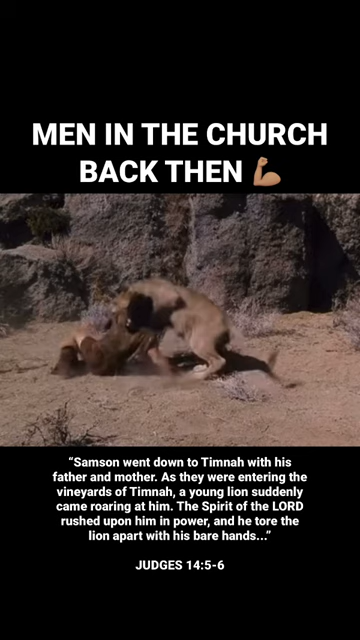 MEN IN THE CHURCH
BACK THEN 💪🏽
“Samson went down to Timnah with his
father and mother. As they were entering the
vineyards of Timnah, a young lion suddenly
came roaring at him. The Spirit of the LORD
rushed upon him in power, and he tore the
lion apart with his bare hands...”
JUDGES 14:5-6